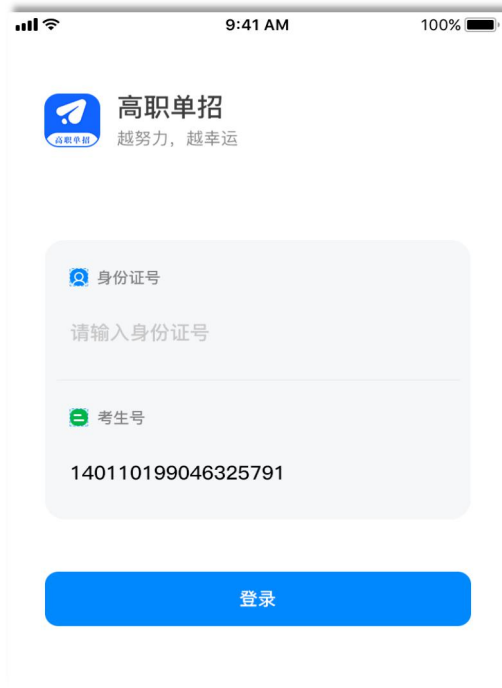 9:41 AM
100%
高职单招
越努力，越幸运
高职单招
身份证号
请输入身份证号
考生号
140110199046325791
登录